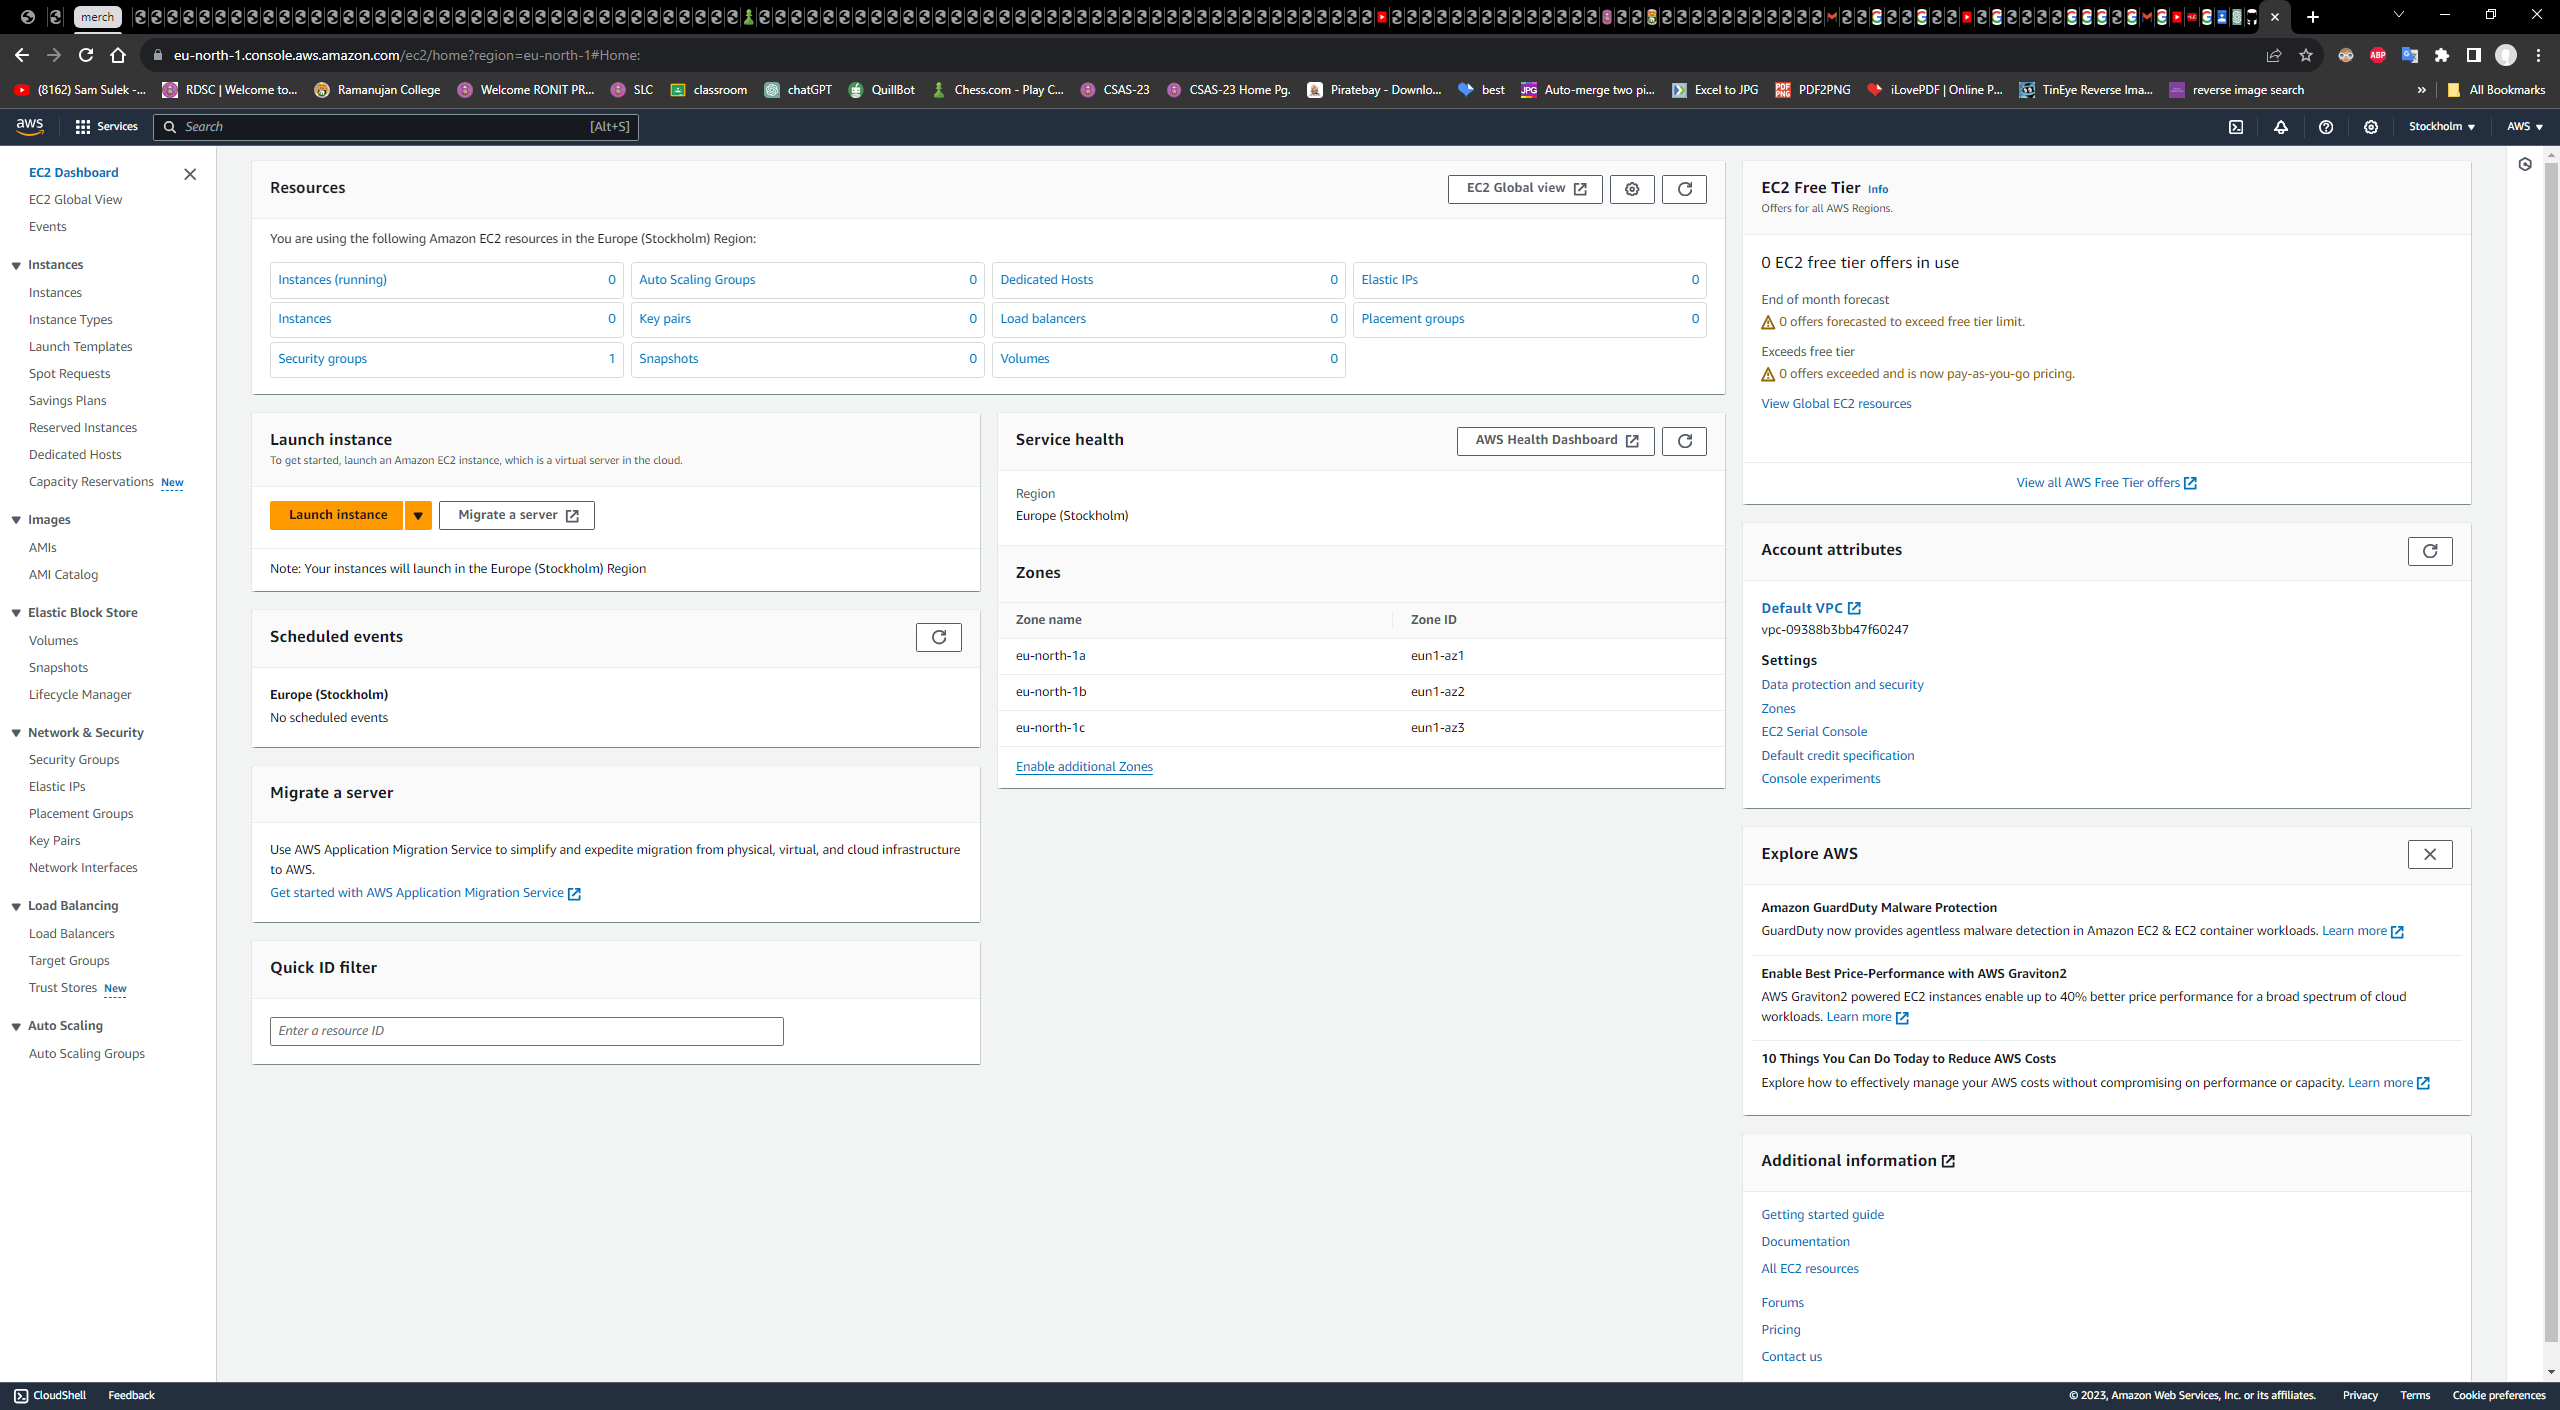 merch
eu-north-1.console.aws.amazon.com/ec2/home?region=eu-north-1#Home:
(8162) Sam Sulek -...
RDSC | Welcome to...
Ramanujan College
Welcome RONIT PR...
SLC
classroom
chatGPT
QuillBot
Chess.com - Play C...
CSAS-23
CSAS-23 Home Pg.
Piratebay - Downlo...
best
Auto-merge two pi...
Excel to JPG
PDF2PNG
iLovePDF | Online P...
TinEye Reverse Ima...
reverse image search
»
All Bookmarks
aws
Services
Search
[Alt+S]
Stockholm
AWS
EC2 Dashboard
EC2 Global View
Events
Instances
Instances
Instance Types
Launch Templates
Spot Requests
Savings Plans
Reserved Instances
Dedicated Hosts
Capacity Reservations New
Images
AMIs
AMI Catalog
Elastic Block Store
Volumes
Snapshots
Lifecycle Manager
Network & Security
Security Groups
Elastic IPs
Placement Groups
Key Pairs
Network Interfaces
Load Balancing
Load Balancers
Target Groups
Trust Stores New
Auto Scaling
Auto Scaling Groups
Resources
EC2 Global view
You are using the following Amazon EC2 resources in the Europe (Stockholm) Region:
Instances (running) 0
Auto Scaling Groups 0
Dedicated Hosts 0
Elastic IPs 0
Instances 0
Key pairs 0
Load balancers 0
Placement groups 0
Security groups 1
Snapshots 0
Volumes 0
Launch instance
To get started, launch an Amazon EC2 instance, which is a virtual server in the cloud.
Launch instance
Migrate a server
Note: Your instances will launch in the Europe (Stockholm) Region
Scheduled events
Europe (Stockholm)
No scheduled events
Migrate a server
Use AWS Application Migration Service to simplify and expedite migration from physical, virtual, and cloud infrastructure
to AWS.
Get started with AWS Application Migration Service
Quick ID filter
Enter a resource ID
Service health
AWS Health Dashboard
Region
Europe (Stockholm)
Zones
Zone name Zone ID
eu-north-1a eun1-az1
eu-north-1b eun1-az2
eu-north-1c eun1-az3
Enable additional Zones
EC2 Free Tier Info
Offers for all AWS Regions.
0 EC2 free tier offers in use
End of month forecast
0 offers forecasted to exceed free tier limit.
Exceeds free tier
0 offers exceeded and is now pay-as-you-go pricing.
View Global EC2 resources
View all AWS Free Tier offers
Account attributes
Default VPC
vpc-09388b3bb47f60247
Settings
Data protection and security
Zones
EC2 Serial Console
Default credit specification
Console experiments
Explore AWS
Amazon GuardDuty Malware Protection
GuardDuty now provides agentless malware detection in Amazon EC2 & EC2 container workloads. Learn more
Enable Best Price-Performance with AWS Graviton2
AWS Graviton2 powered EC2 instances enable up to 40% better price performance for a broad spectrum of cloud
workloads. Learn more
10 Things You Can Do Today to Reduce AWS Costs
Explore how to effectively manage your AWS costs without compromising on performance or capacity. Learn more
Additional information
Getting started guide
Documentation
All EC2 resources
Forums
Pricing
Contact us
CloudShell
Feedback
© 2023, Amazon Web Services, Inc. or its affiliates.
Privacy
Terms
Cookie preferences